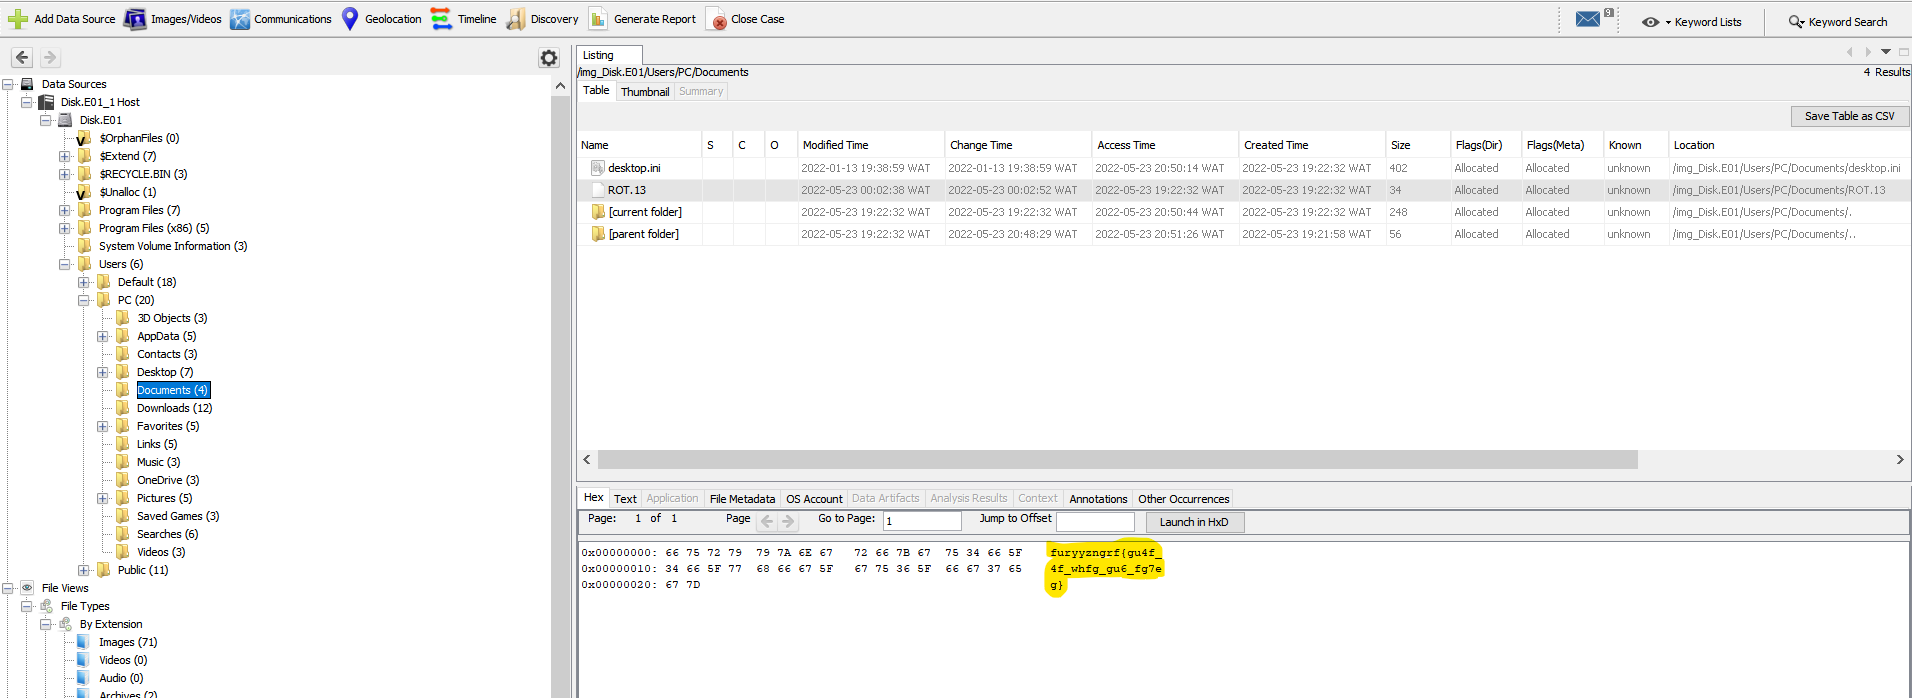 Add Data Source Images/Videos Communications Geolocation Timeline Discovery Generate Report Close Case 9 Keyword Lists Keyword Search
Data Sources
Disk.E01_1 Host
Disk.E01
$OrphanFiles (0)
$Extend (7)
$RECYCLE.BIN (3)
$Unalloc (1)
Program Files (7)
Program Files (x86) (5)
System Volume Information (3)
Users (6)
Default (18)
PC (20)
3D Objects (3)
AppData (5)
Contacts (3)
Desktop (7)
Documents (4)
Downloads (12)
Favorites (5)
Links (5)
Music (3)
OneDrive (3)
Pictures (5)
Saved Games (3)
Searches (6)
Videos (3)
Public (11)
File Views
File Types
By Extension
Images (71)
Videos (0)
Audio (0)
Archives (2)
Listing
/img_Disk.E01/Users/PC/Documents 4 Results
Table Thumbnail Summary
Save Table as CSV
Name S C O Modified Time Change Time Access Time Created Time Size Flags(Dir) Flags(Meta) Known Location
desktop.ini 2022-01-13 19:38:59 WAT 2022-01-13 19:38:59 WAT 2022-05-23 20:50:14 WAT 2022-05-23 19:22:32 WAT 402 Allocated Allocated unknown /img_Disk.E01/Users/PC/Documents/desktop.ini
ROT.13 2022-05-23 00:02:38 WAT 2022-05-23 00:02:52 WAT 2022-05-23 19:22:32 WAT 2022-05-23 19:22:32 WAT 34 Allocated Allocated unknown /img_Disk.E01/Users/PC/Documents/ROT.13
[current folder] 2022-05-23 19:22:32 WAT 2022-05-23 19:22:32 WAT 2022-05-23 20:50:44 WAT 2022-05-23 19:22:32 WAT 248 Allocated Allocated unknown /img_Disk.E01/Users/PC/Documents/.
[parent folder] 2022-05-23 19:22:32 WAT 2022-05-23 20:48:29 WAT 2022-05-23 20:51:26 WAT 2022-05-23 19:21:58 WAT 56 Allocated Allocated unknown /img_Disk.E01/Users/PC/Documents/..
Hex Text Application File Metadata OS Account Data Artifacts Analysis Results Context Annotations Other Occurrences
Page: 1 of 1 Page Go to Page: 1 Jump to Offset Launch in HxD
0x00000000: 66 75 72 79 79 7A 6E 67 72 66 7B 67 75 34 66 5F furyyzngrf{gu4f_
0x00000010: 34 66 5F 77 68 66 67 5F 67 75 36 5F 66 67 37 65 4f_whfg_gu6_fg7e
0x00000020: 67 7D g}